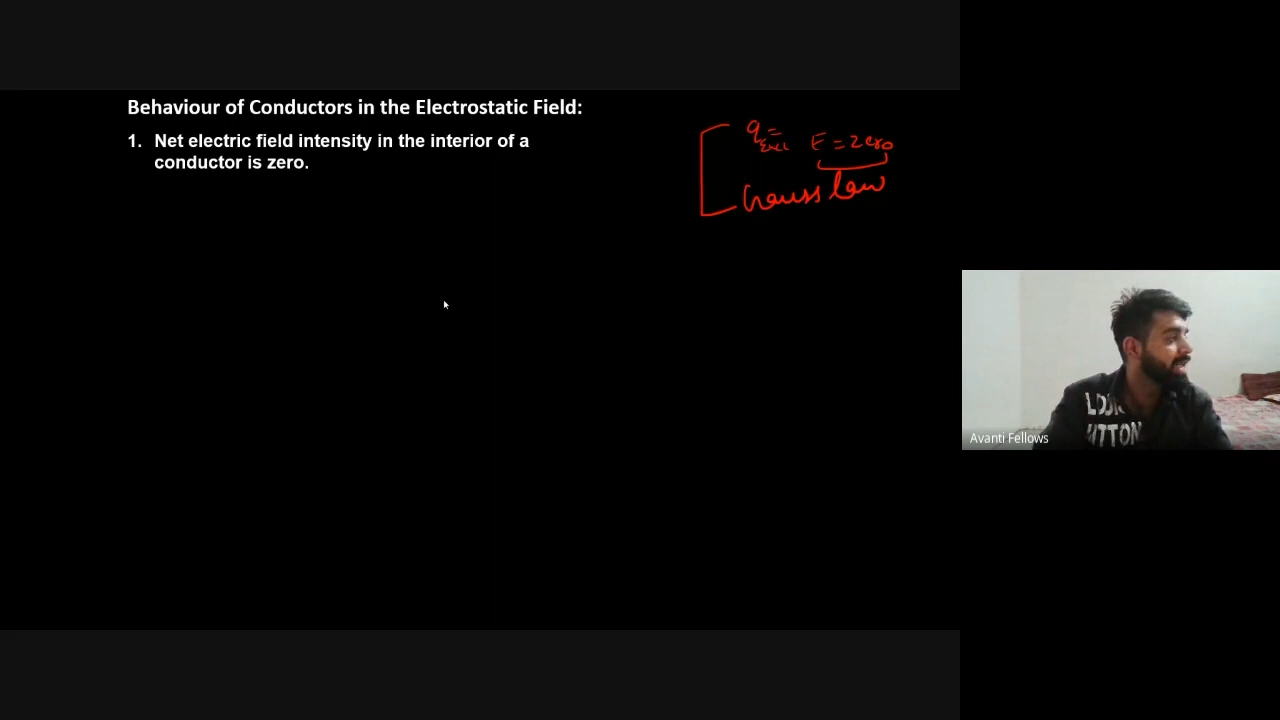 Behaviour of Conductors in the Electrostatic Field:
1. Net electric field intensity in the interior of a
conductor is zero.
E = zero
Gauss law
Avanti Fellows